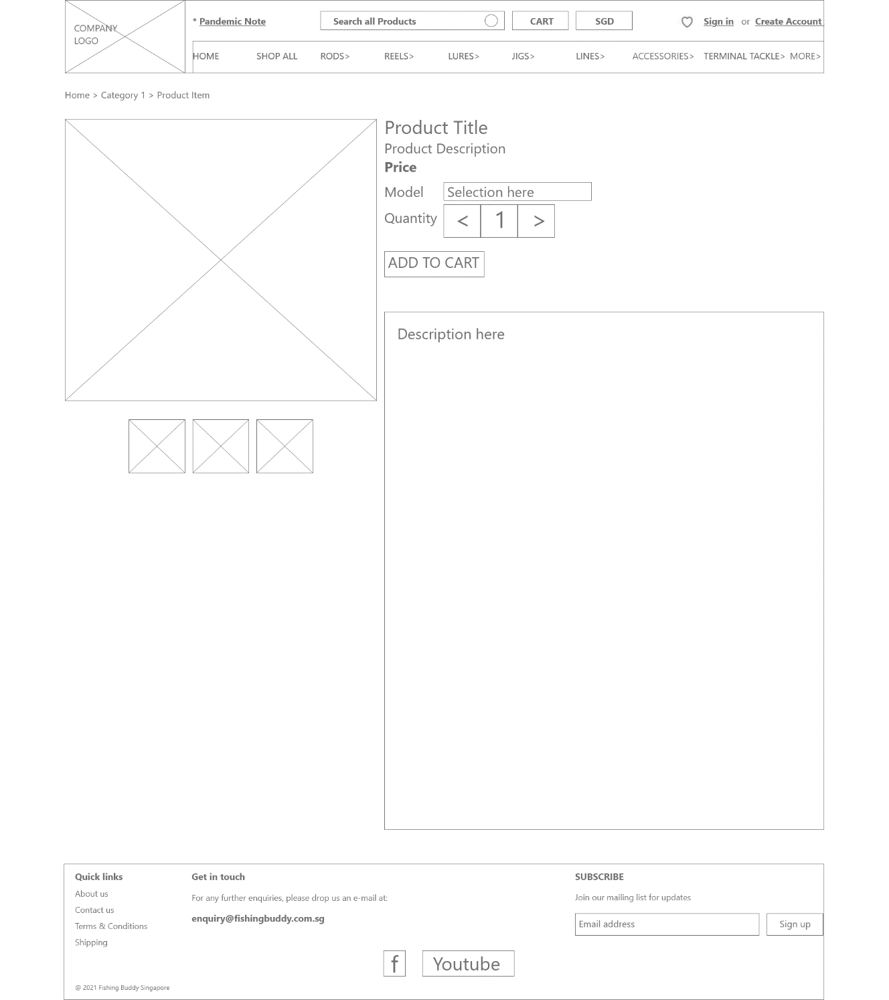 COMPANY
LOGO
* Pandemic Note
Search all Products
CART
SGD
Sign in or Create Account
HOME SHOP ALL RODS> REELS> LURES> JIGS> LINES> ACCESSORIES> TERMINAL TACKLE> MORE>
Home > Category 1 > Product Item
Product Title
Product Description
Price
Model Selection here
Quantity < 1 >
ADD TO CART
Description here
Quick links
About us
Contact us
Terms & Conditions
Shipping
Get in touch
For any further enquiries, please drop us an e-mail at:
enquiry@fishingbuddy.com.sg
SUBSCRIBE
Join our mailing list for updates
Email address
Sign up
f Youtube
@ 2021 Fishing Buddy Singapore